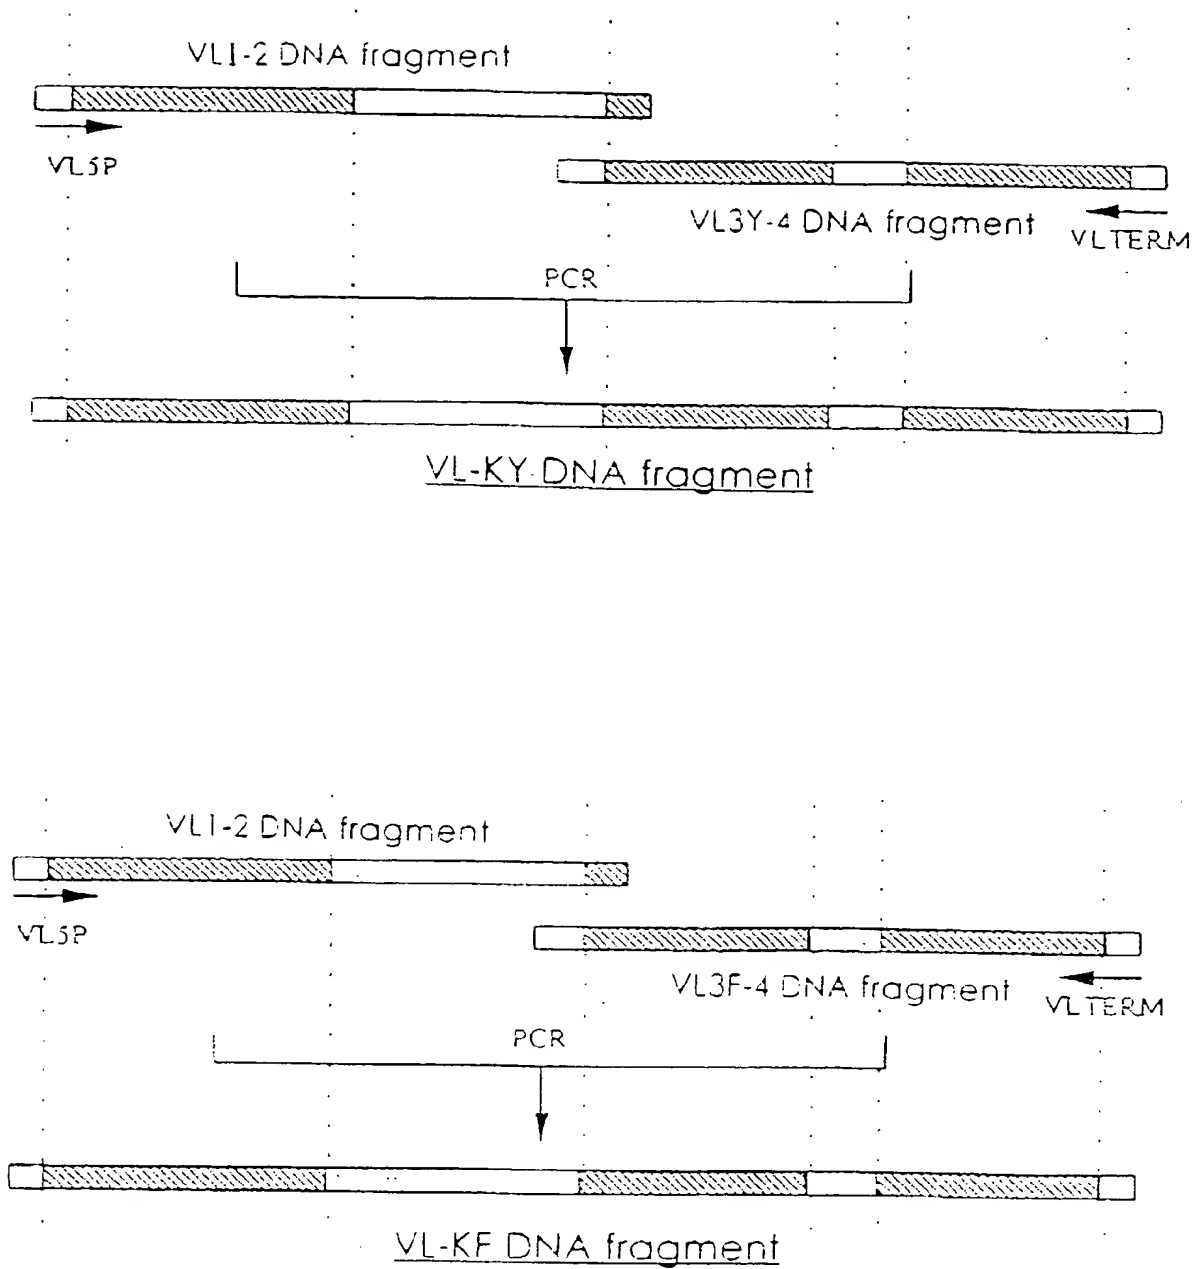 VL1-2 DNA fragment
VL5P
VL3Y-4 DNA fragment
VLTERM
PCR
VL-KY DNA fragment
VL1-2 DNA fragment
VL5P
VL3F-4 DNA fragment
VLTERM
PCR
VL-KF DNA fragment